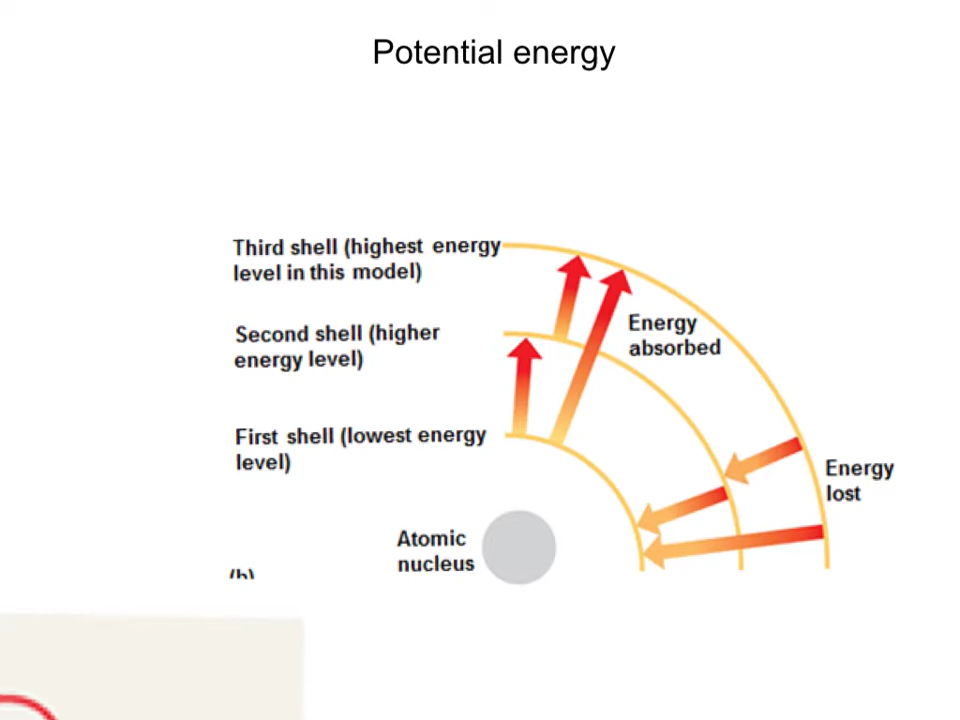 Potential energy
Third shell (highest energy
level in this model)
Second shell (higher
energy level)
First shell (lowest energy
level)
Energy
absorbed
Energy
lost
Atomic
nucleus
(b)